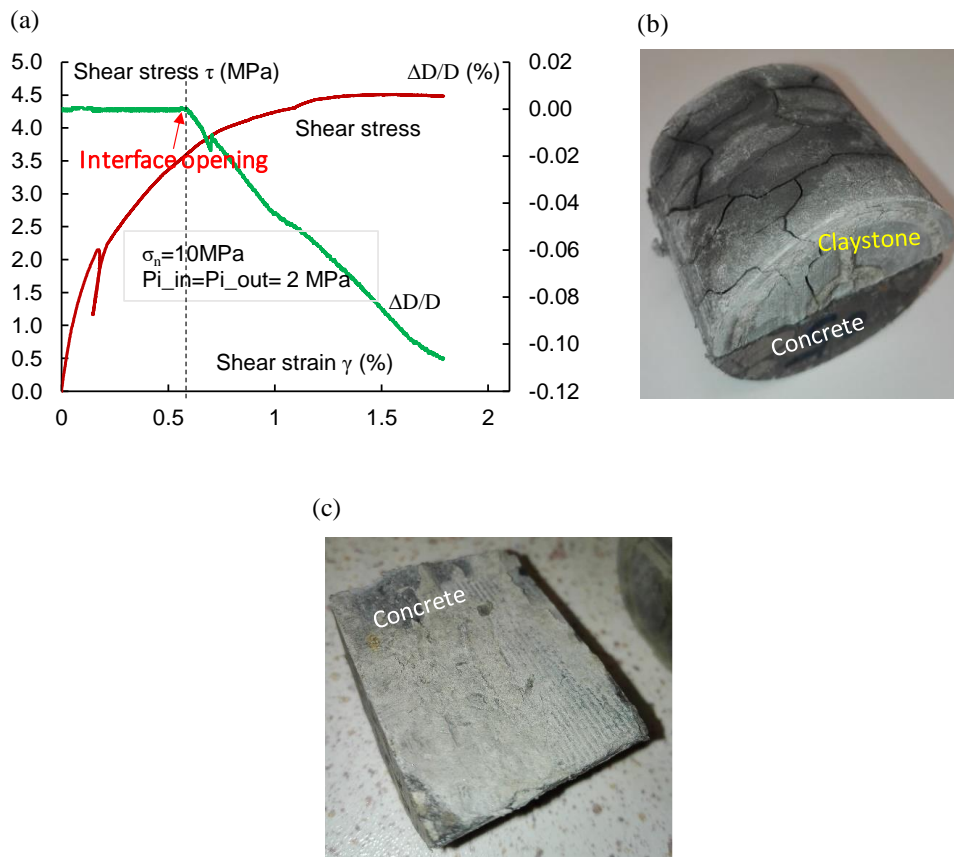 (a)
Shear stress τ (MPa)
ΔD/D (%)
5.0
4.5
4.0
3.5
3.0
2.5
2.0
1.5
1.0
0.5
0.0
0.02
0.00
-0.02
-0.04
-0.06
-0.08
-0.10
-0.12
Shear stress
Interface opening
σn=10MPa
Pi_in=Pi_out= 2 MPa
ΔD/D
Shear strain γ (%)
0 0.5 1 1.5 2
(b)
Claystone
Concrete
(c)
Concrete